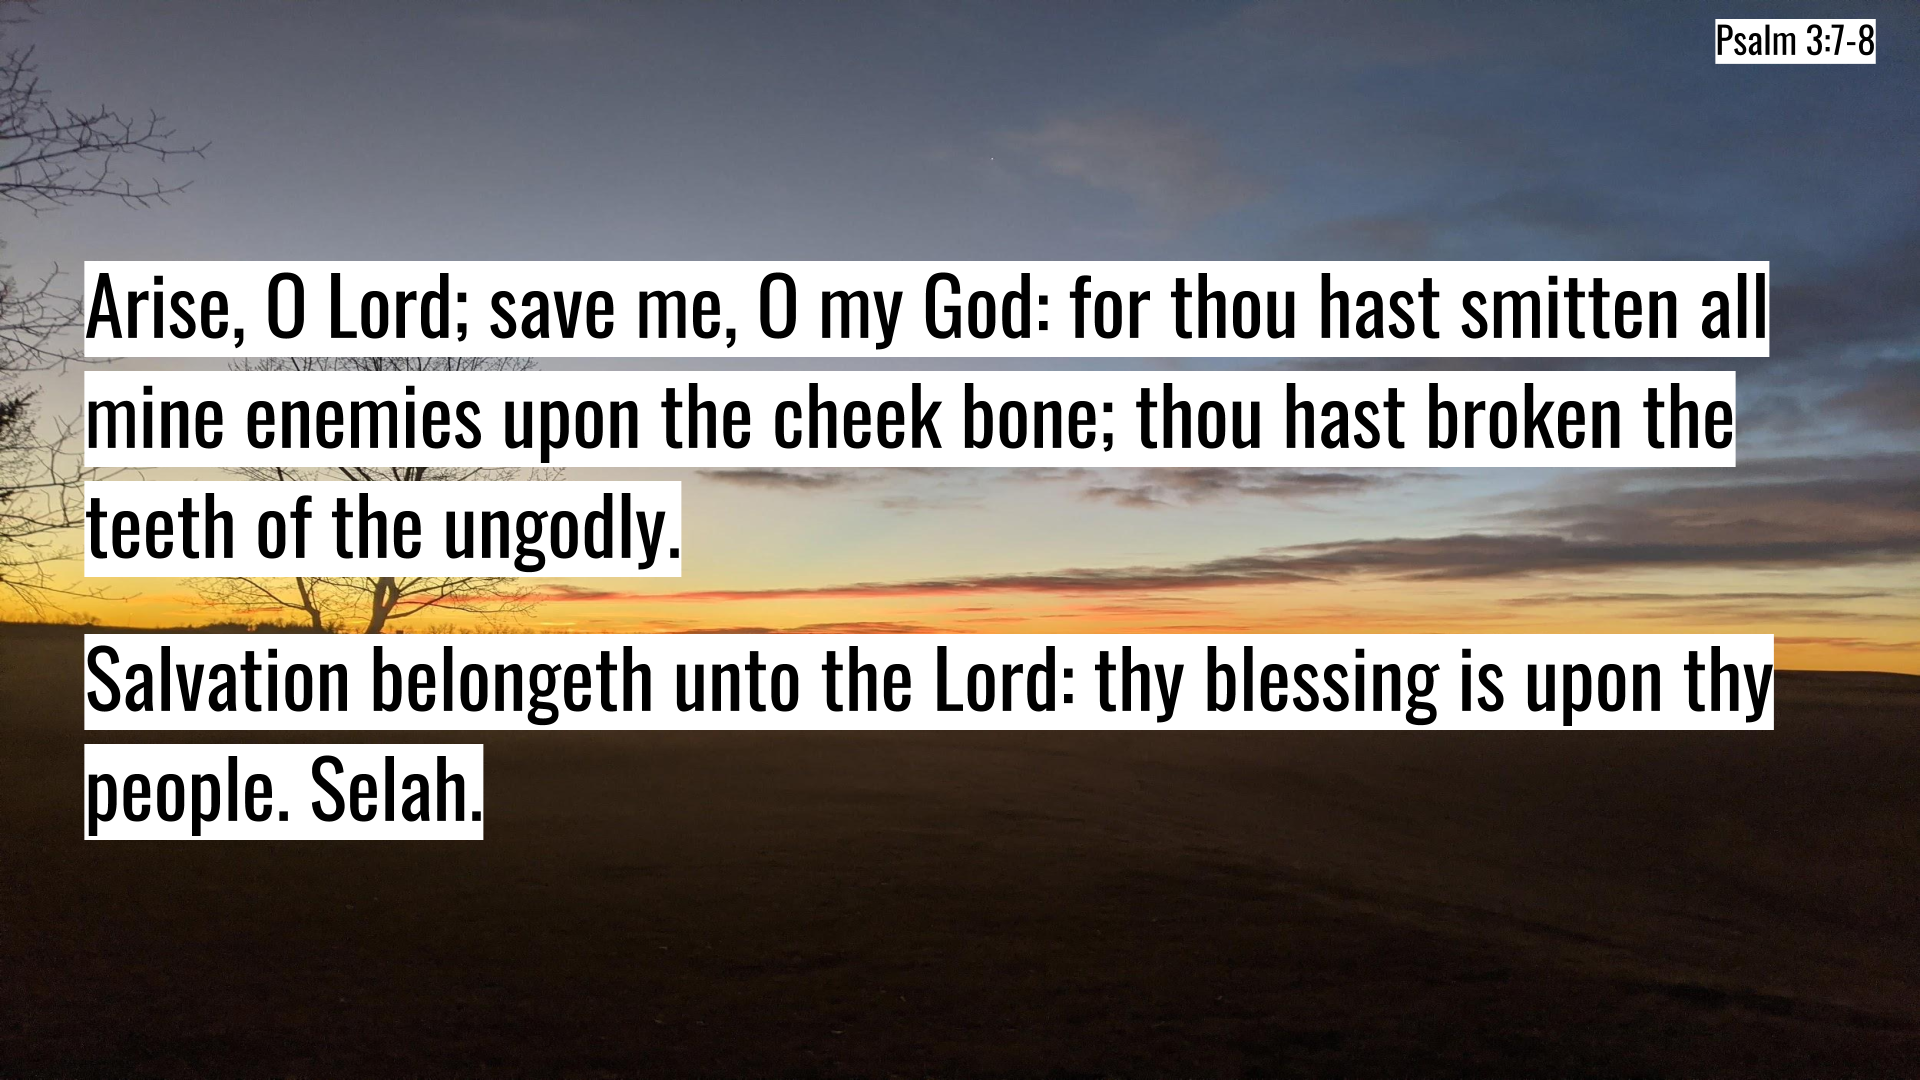 Psalm 3:7-8
Arise, O Lord; save me, O my God: for thou hast smitten all
mine enemies upon the cheek bone; thou hast broken the
teeth of the ungodly.
Salvation belongeth unto the Lord: thy blessing is upon thy
people. Selah.